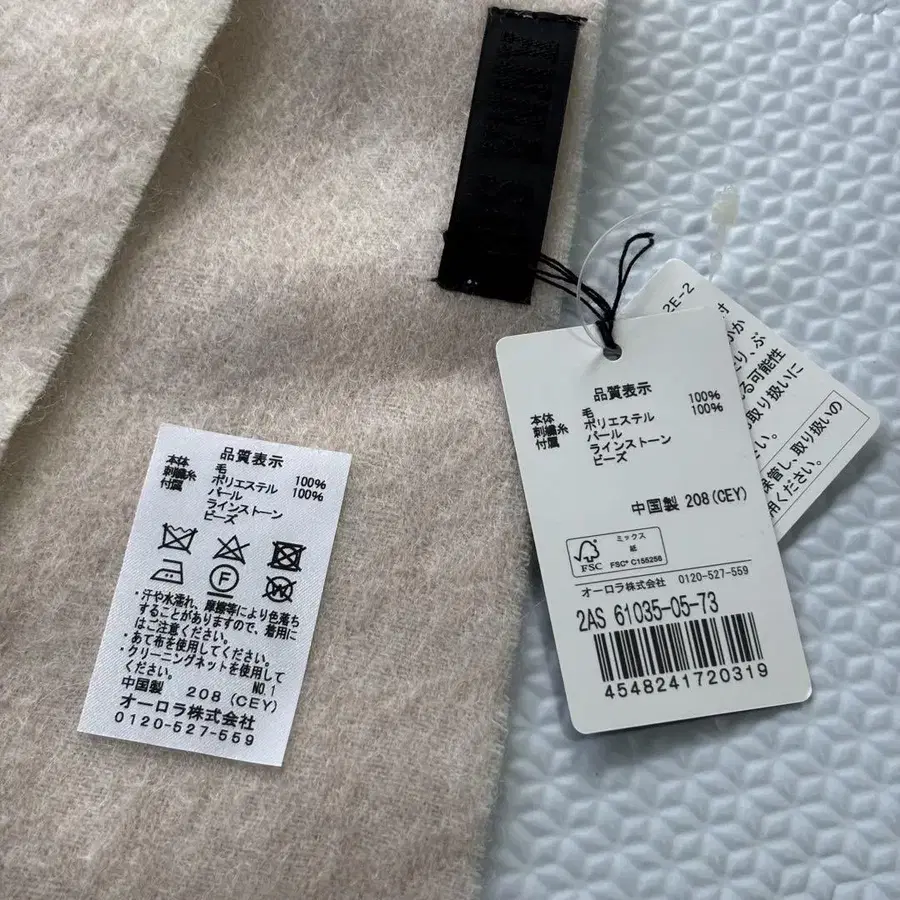 品質表示
本体 毛 100%
刺繍糸 ポリエステル 100%
付属 パール
ラインストーン
ビーズ
F
・汗や水濡れ、摩擦等により色落ち
することがありますので、着用に
はご注意ください。
・あて布を使用してください。
・クリーニングネットを使用して
ください。 NO.1
中国製 208 (CEY)
オーロラ株式会社
0120-527-559
品質表示
本体 毛 100%
刺繍糸 ポリエステル 100%
付属 パール
ラインストーン
ビーズ
中国製 208 (CEY)
FSC
ミックス
紙
FSC® C155256
オーロラ株式会社 0120-527-559
2AS 61035-05-73
4548241720319
2E-2
る可能性
取り扱いに
い。
管し、取り扱いの
用ください。